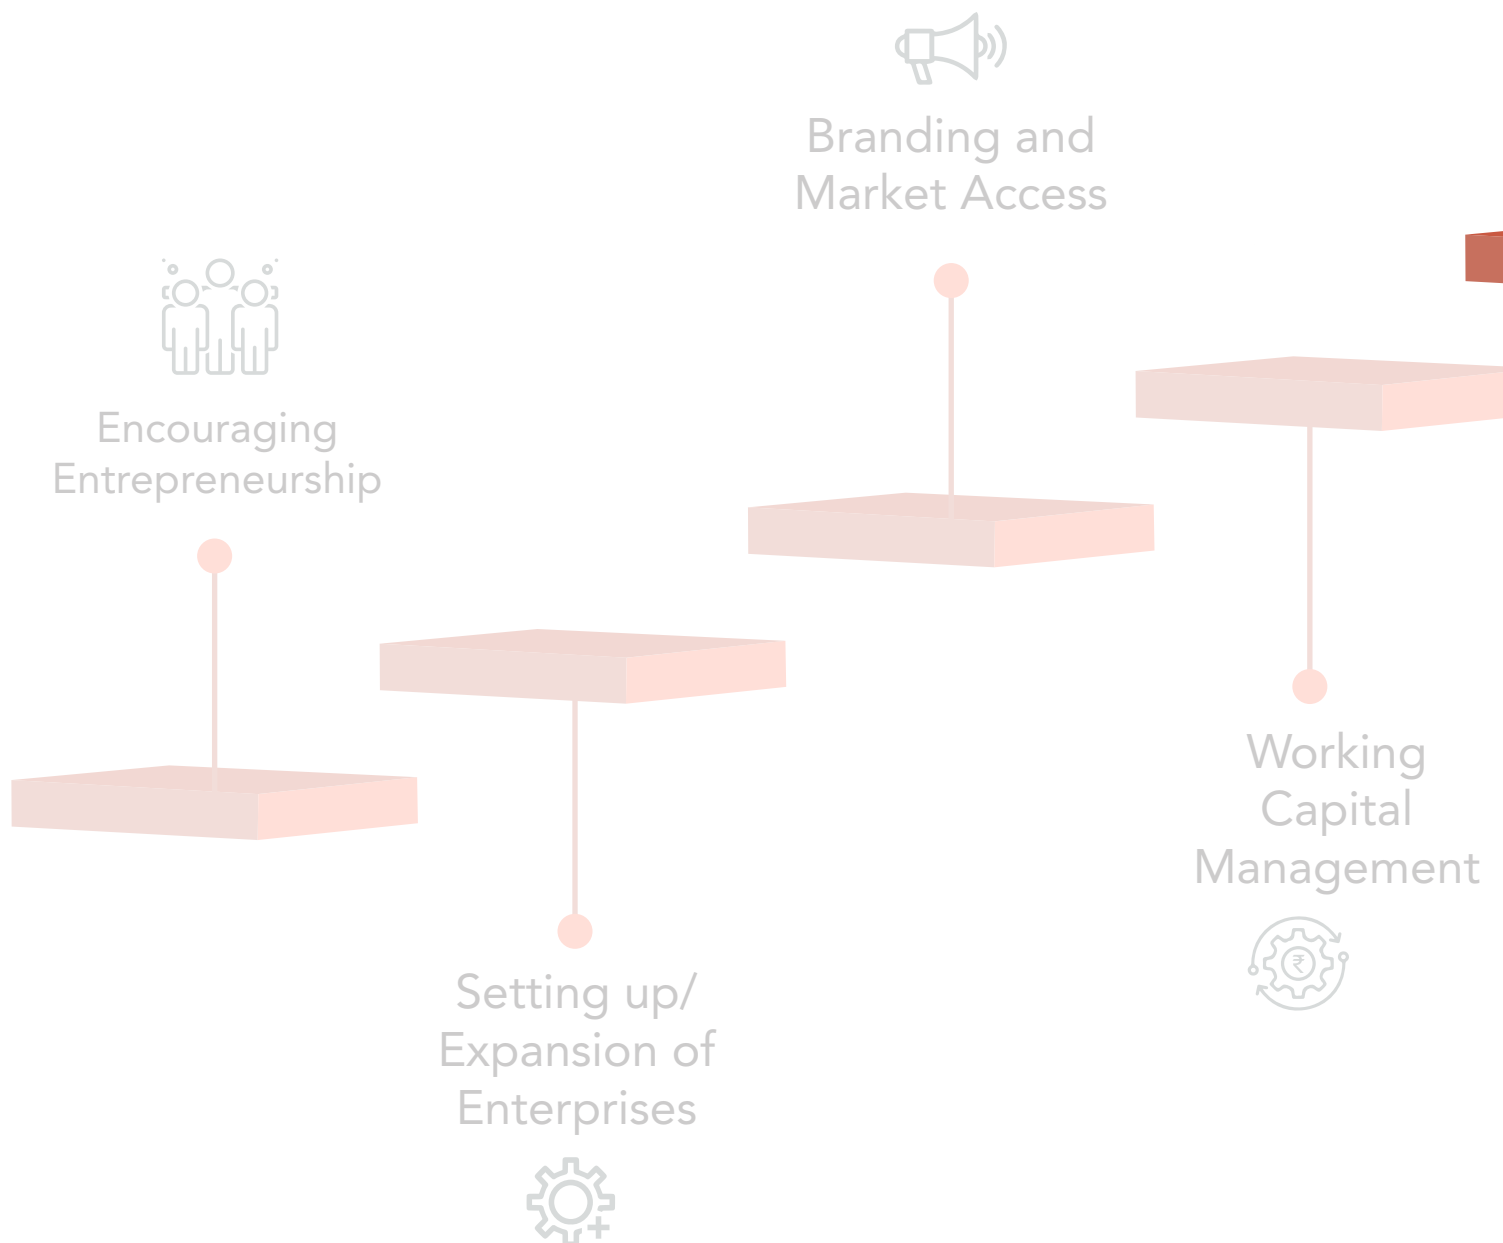 Branding and
Market Access
Encouraging
Entrepreneurship
Working
Capital
Management
₹
Setting up/
Expansion of
Enterprises